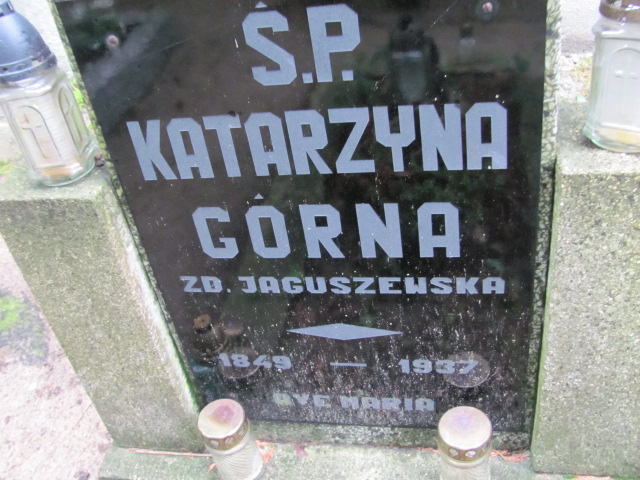 Ś.P.
KATARZYNA
GÓRNA
ZD. JAGUSZEWSKA
1849 — 1937
AVE MARIA